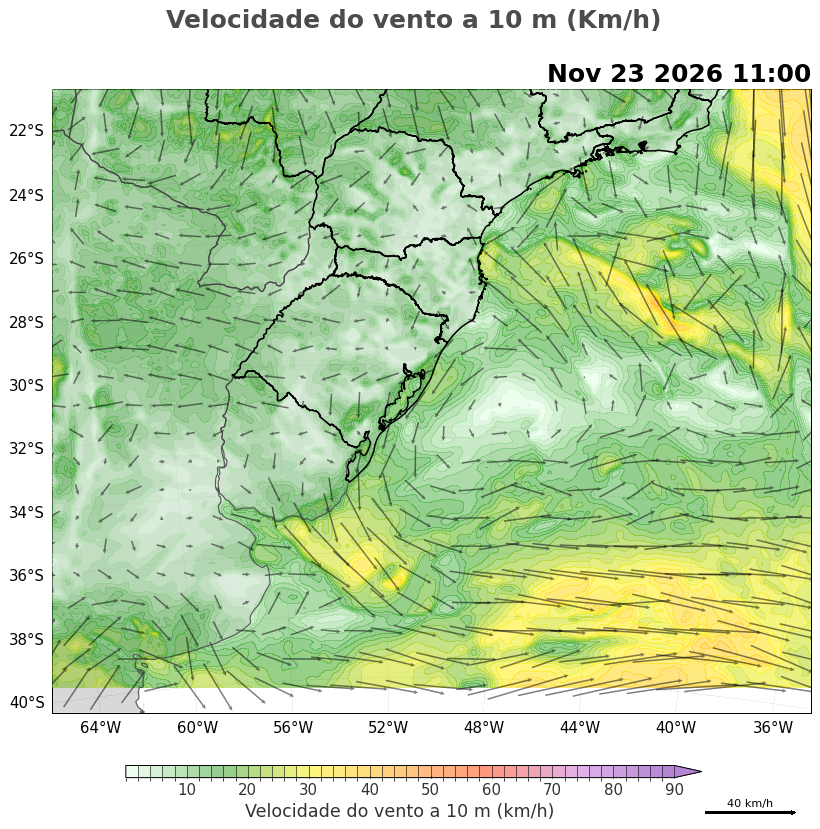 Velocidade do vento a 10 m (Km/h)
Nov 23 2026 11:00
22°S
24°S
26°S
28°S
30°S
32°S
34°S
36°S
38°S
40°S
64°W 60°W 56°W 52°W 48°W 44°W 40°W 36°W
10 20 30 40 50 60 70 80 90
Velocidade do vento a 10 m (km/h)
40 km/h